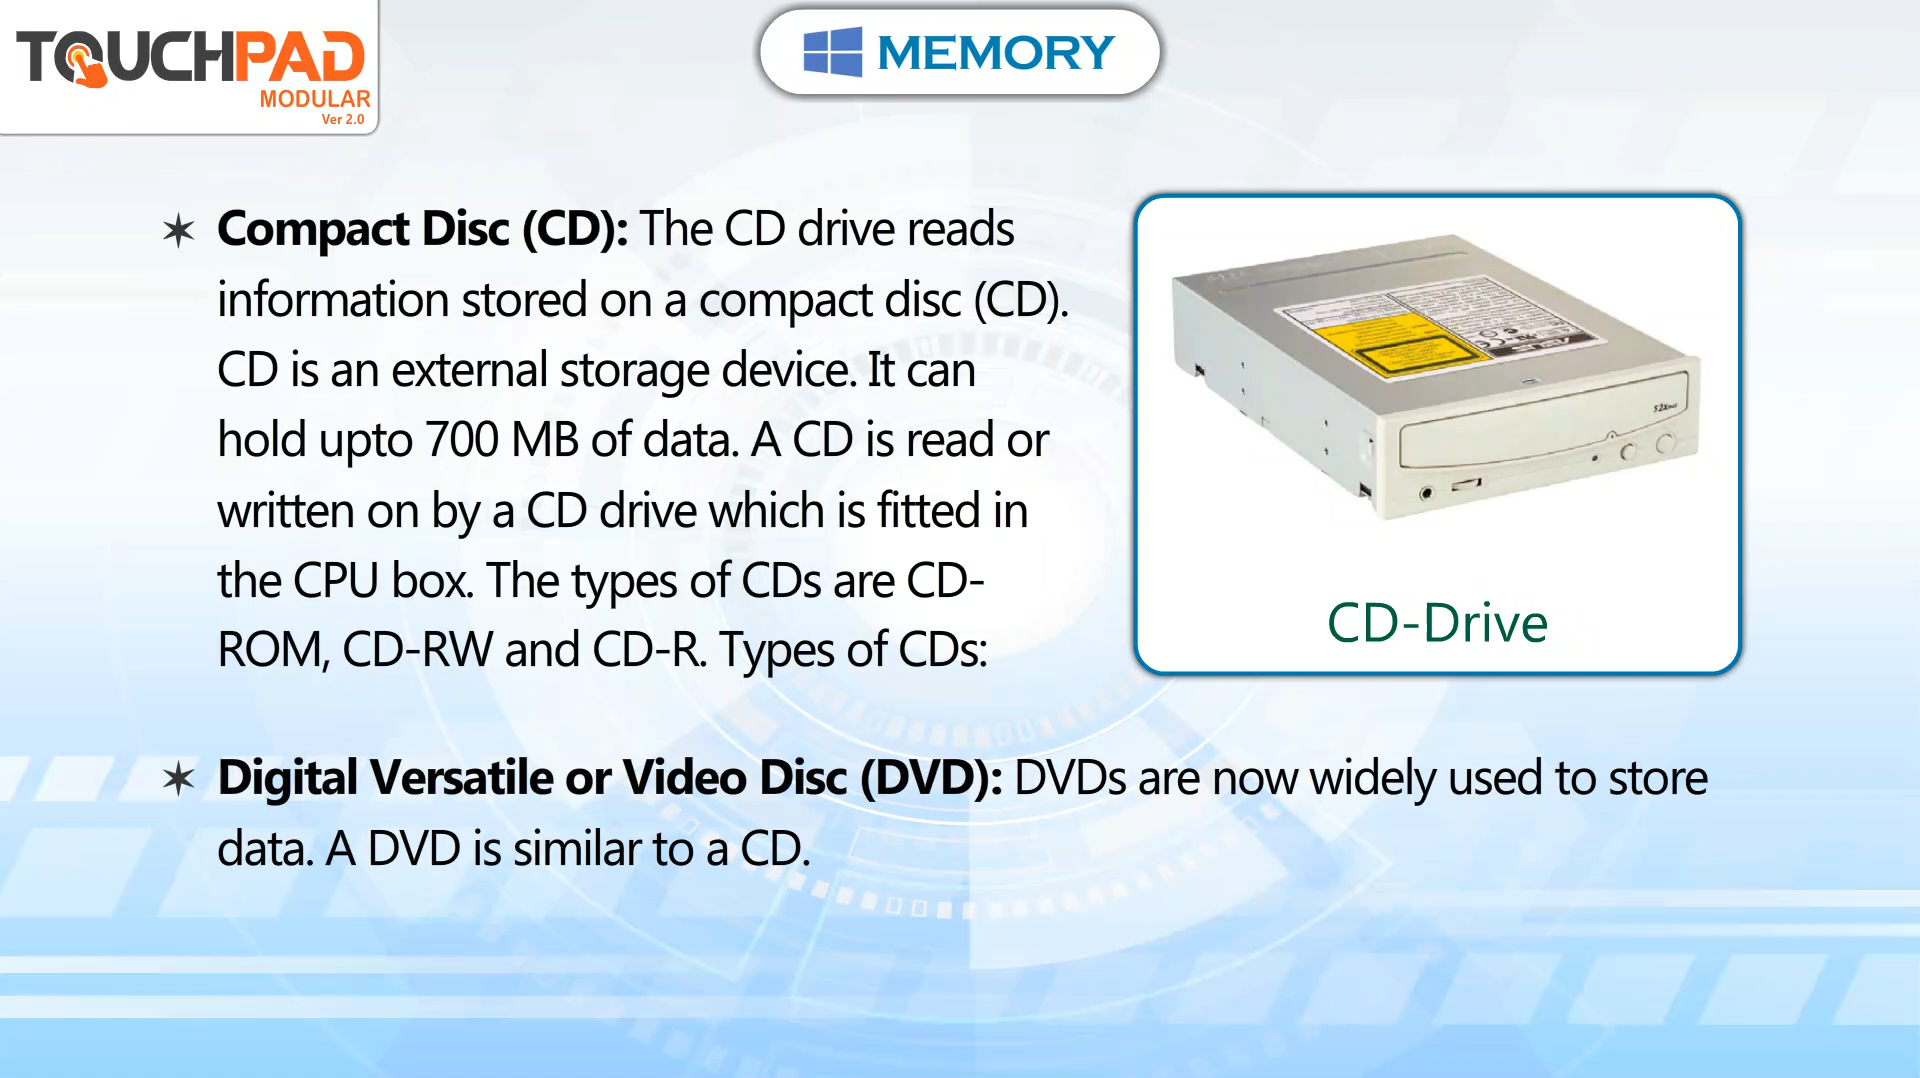 TOUCHPAD
MODULAR
Ver 2.0
MEMORY
✶ Compact Disc (CD): The CD drive reads
information stored on a compact disc (CD).
CD is an external storage device. It can
hold upto 700 MB of data. A CD is read or
written on by a CD drive which is fitted in
the CPU box. The types of CDs are CD-
ROM, CD-RW and CD-R. Types of CDs:
52X
CD-Drive
✶ Digital Versatile or Video Disc (DVD): DVDs are now widely used to store
data. A DVD is similar to a CD.